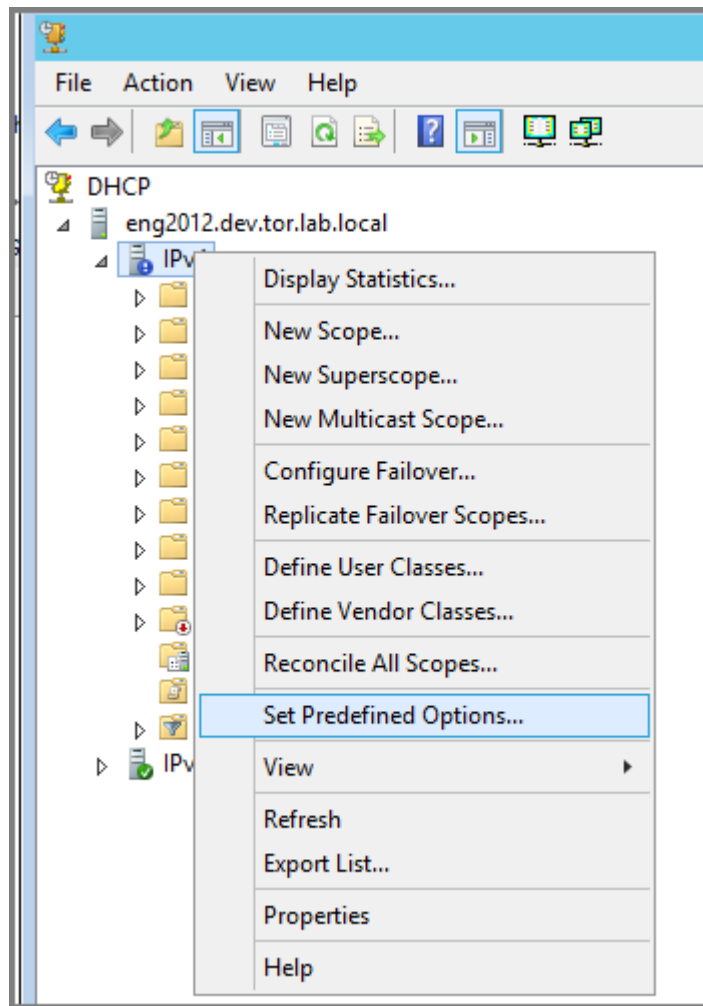 File Action View Help
DHCP
eng2012.dev.tor.lab.local
IPv
Display Statistics...
New Scope...
New Superscope...
New Multicast Scope...
Configure Failover...
Replicate Failover Scopes...
Define User Classes...
Define Vendor Classes...
Reconcile All Scopes...
Set Predefined Options...
IPv
View
Refresh
Export List...
Properties
Help